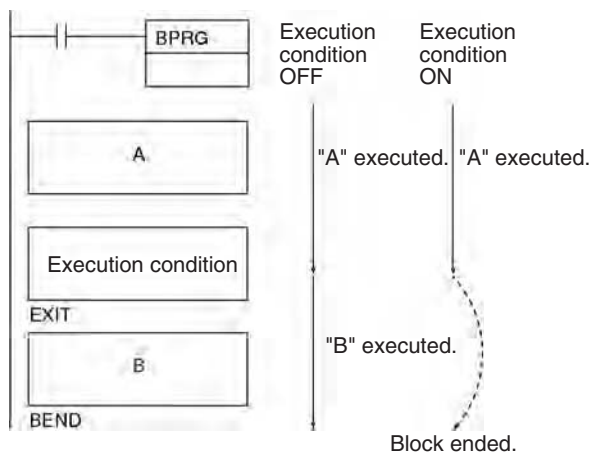 BPRG
Execution
condition
OFF
Execution
condition
ON
A
"A" executed.
"A" executed.
Execution condition
EXIT
B
"B" executed.
BEND
Block ended.